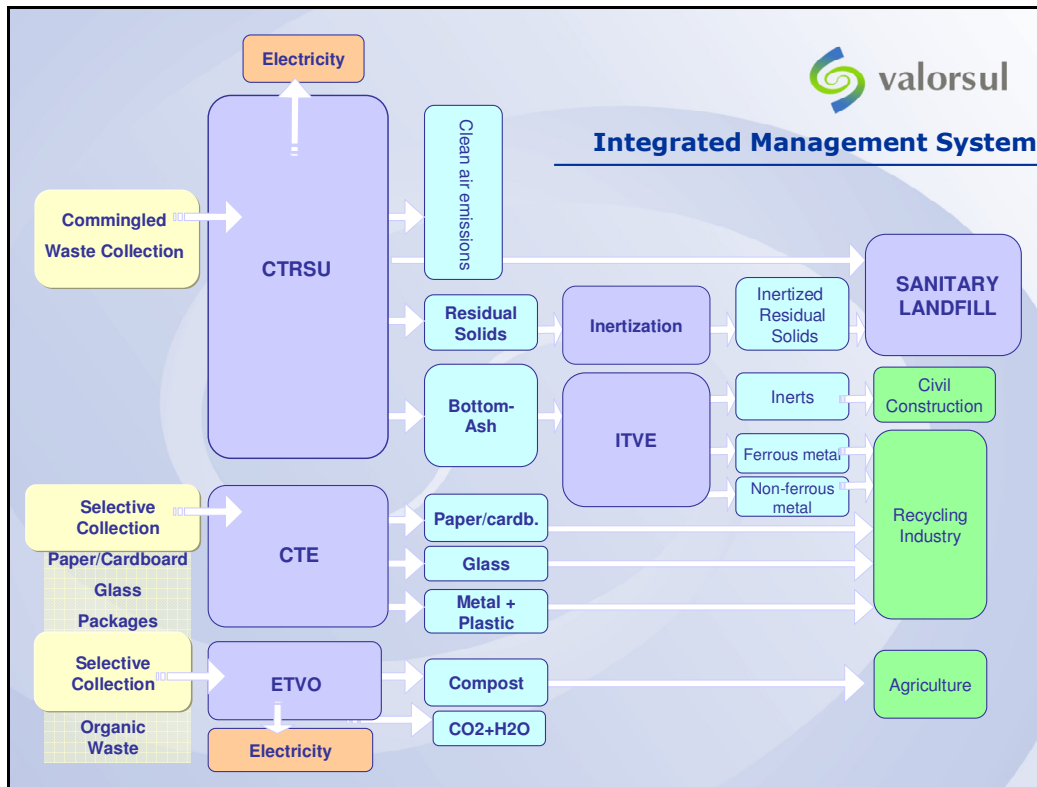 Electricity
valorsul
Integrated Management System
Clean air emissions
Commingled
Waste Collection
CTRSU
SANITARY
LANDFILL
Residual
Solids
Inertization
Inertized
Residual
Solids
Bottom-
Ash
ITVE
Inerts
Civil
Construction
Ferrous metal
Non-ferrous
metal
Selective
Collection
Paper/Cardboard
Glass
Packages
CTE
Paper/cardb.
Glass
Metal +
Plastic
Recycling
Industry
Selective
Collection
Organic
Waste
ETVO
Compost
CO2+H2O
Agriculture
Electricity